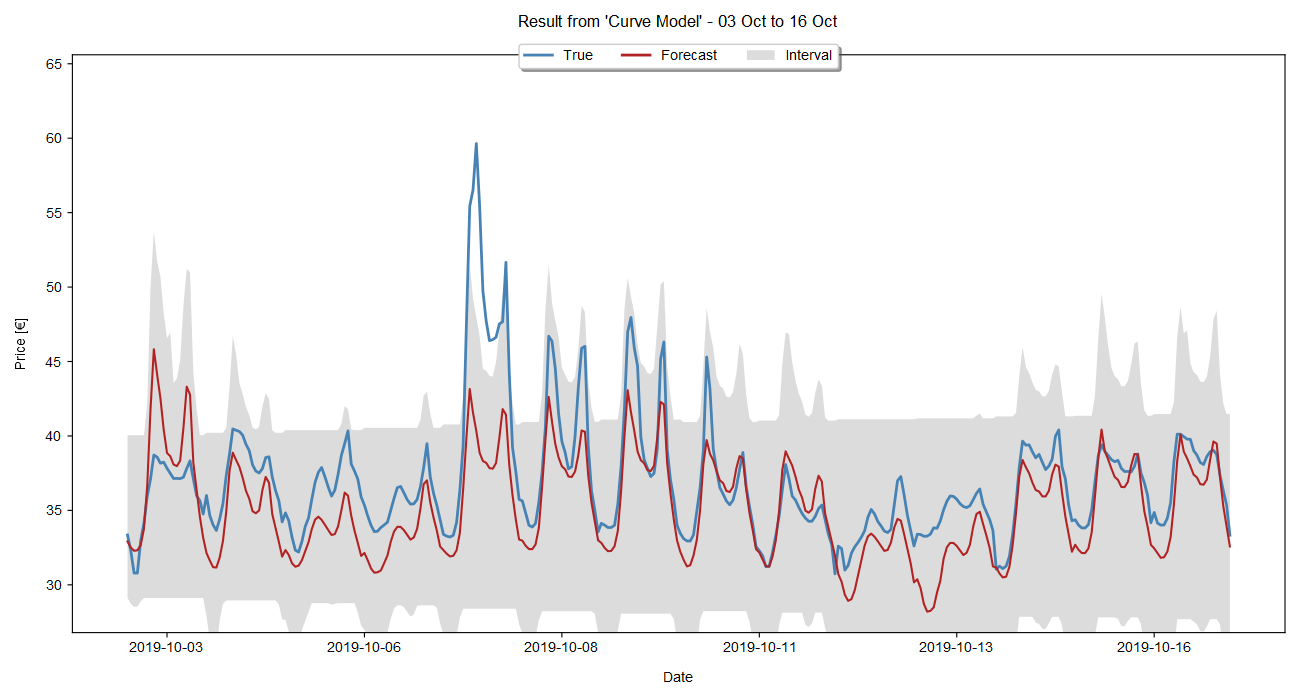 Result from 'Curve Model' - 03 Oct to 16 Oct
True Forecast Interval
65
60
55
50
45
40
35
30
Price [€]
2019-10-03 2019-10-06 2019-10-08 2019-10-11 2019-10-13 2019-10-16
Date